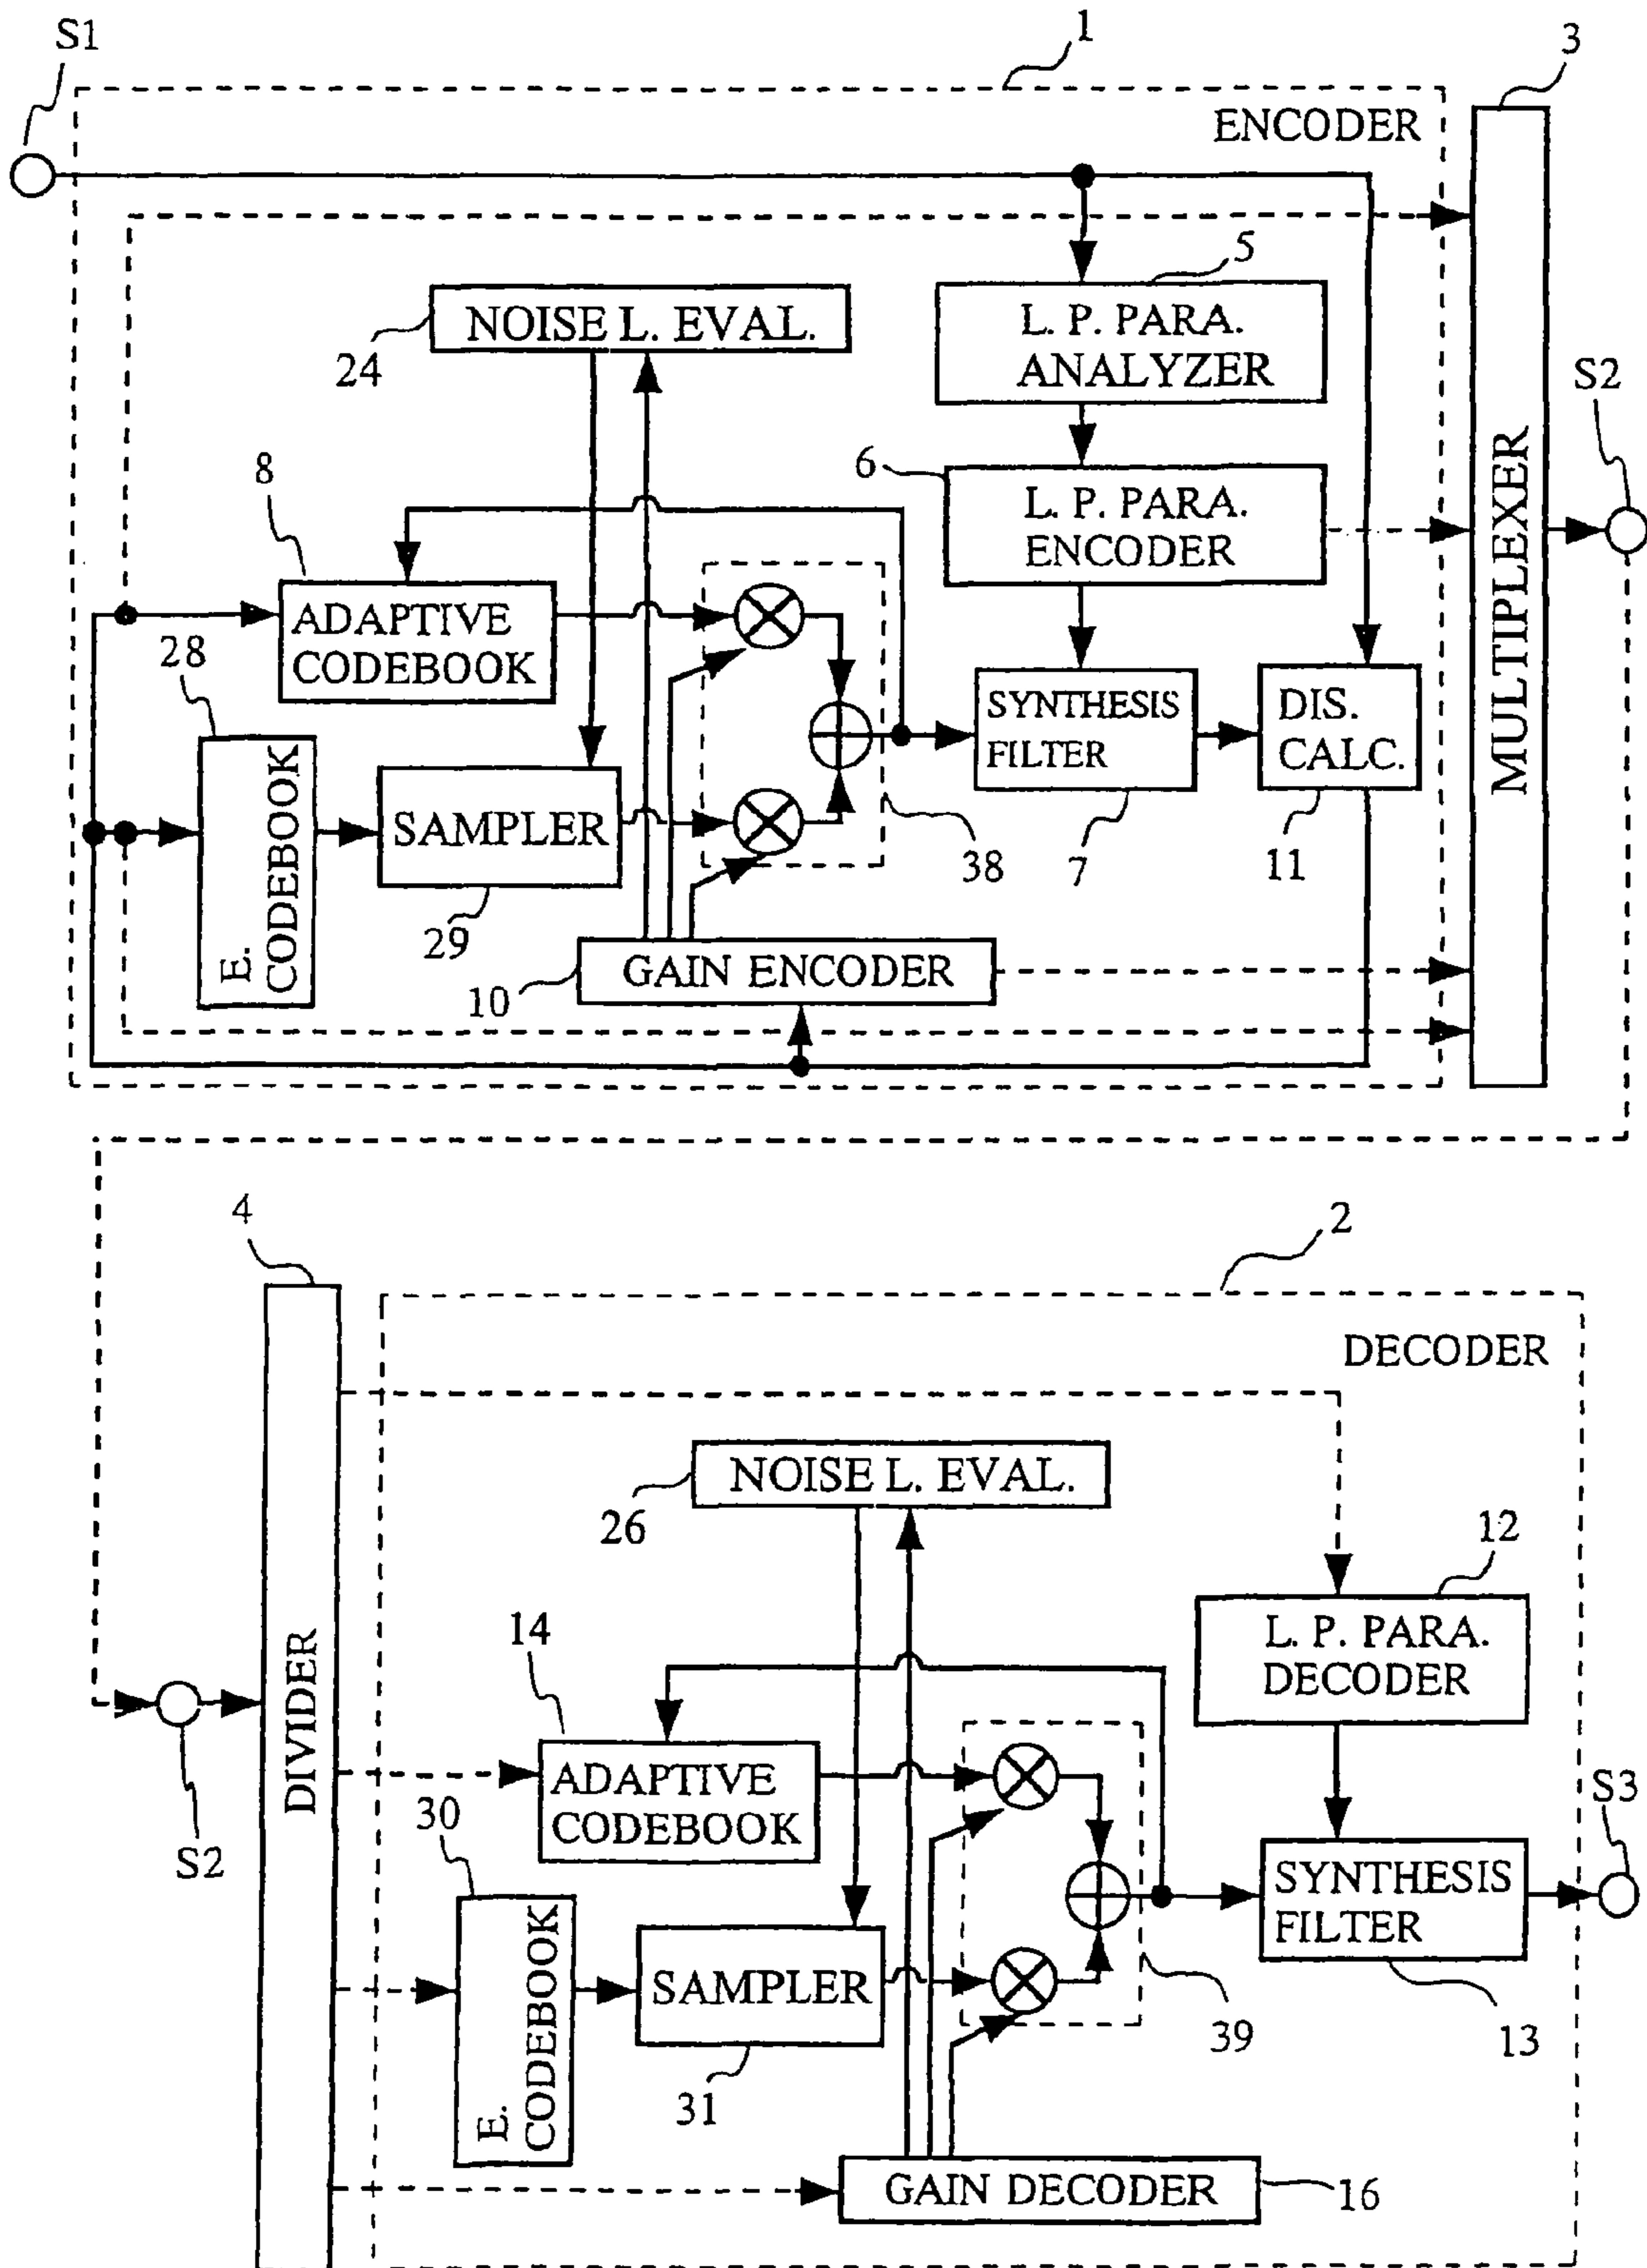 S1
1
3
ENCODER
5
NOISE L. EVAL.
24
L. P. PARA.
ANALYZER
S2
8
6
L. P. PARA.
ENCODER
MULTIPLEXER
ADAPTIVE
CODEBOOK
28
SYNTHESIS
FILTER
DIS.
CALC.
E.
CODEBOOK
SAMPLER
38
7
11
29
GAIN ENCODER
10
4
2
DECODER
NOISE L. EVAL.
26
12
L. P. PARA.
DECODER
14
DIVIDER
ADAPTIVE
CODEBOOK
30
S3
S2
SYNTHESIS
FILTER
E.
CODEBOOK
SAMPLER
39
13
31
GAIN DECODER
16